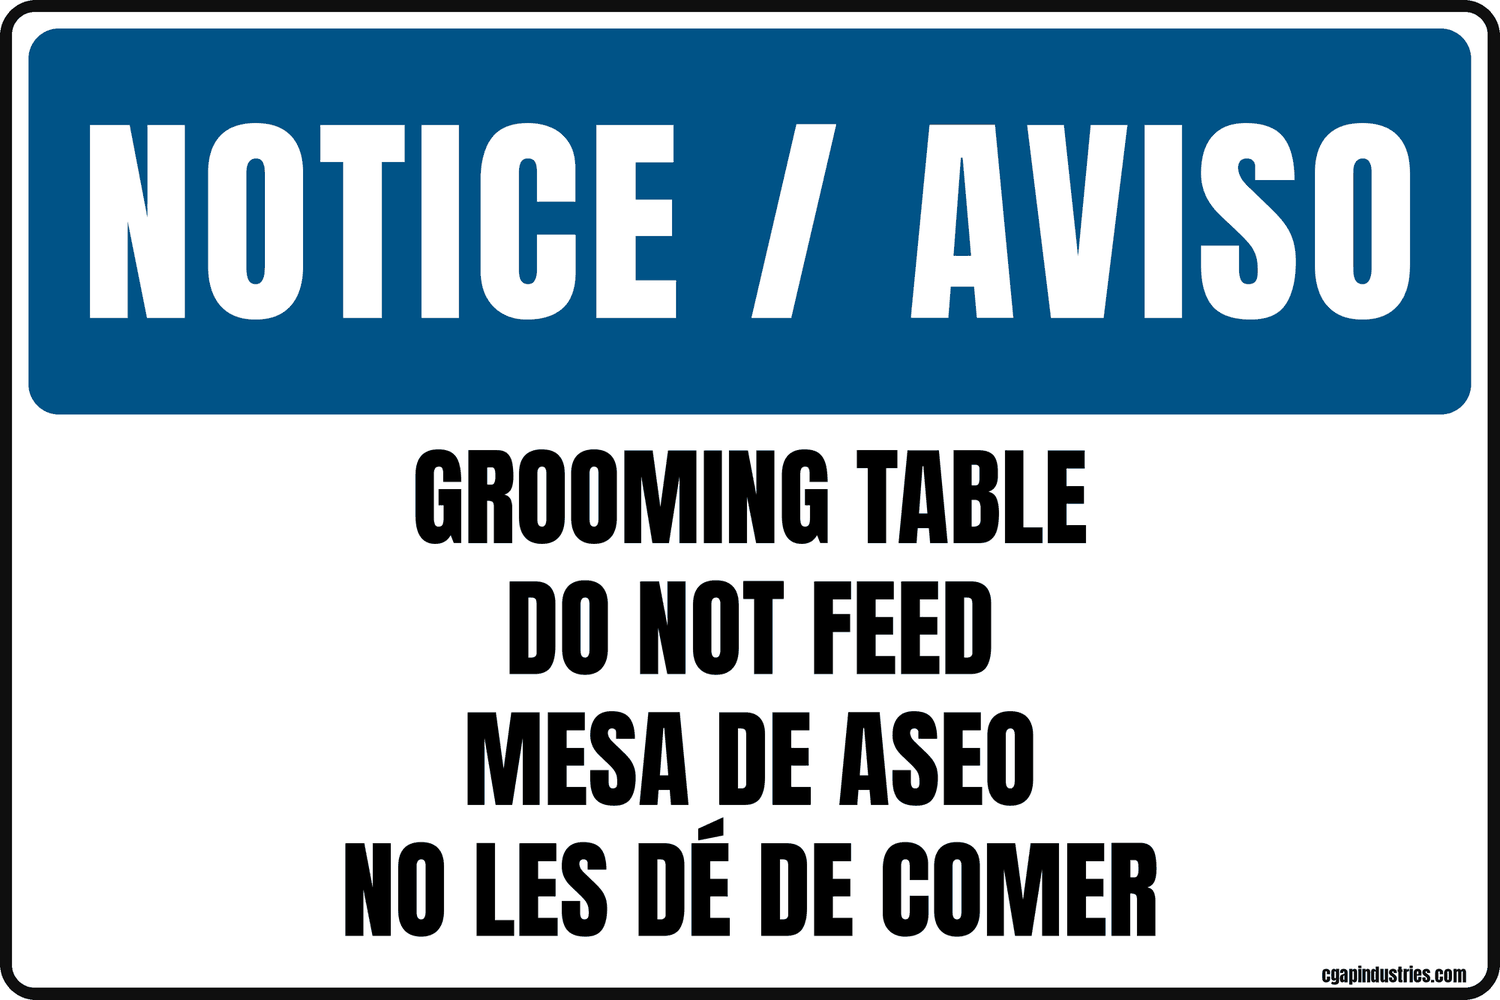 NOTICE / AVISO
GROOMING TABLE
DO NOT FEED
MESA DE ASEO
NO LES DÉ DE COMER
cgapindustries.com